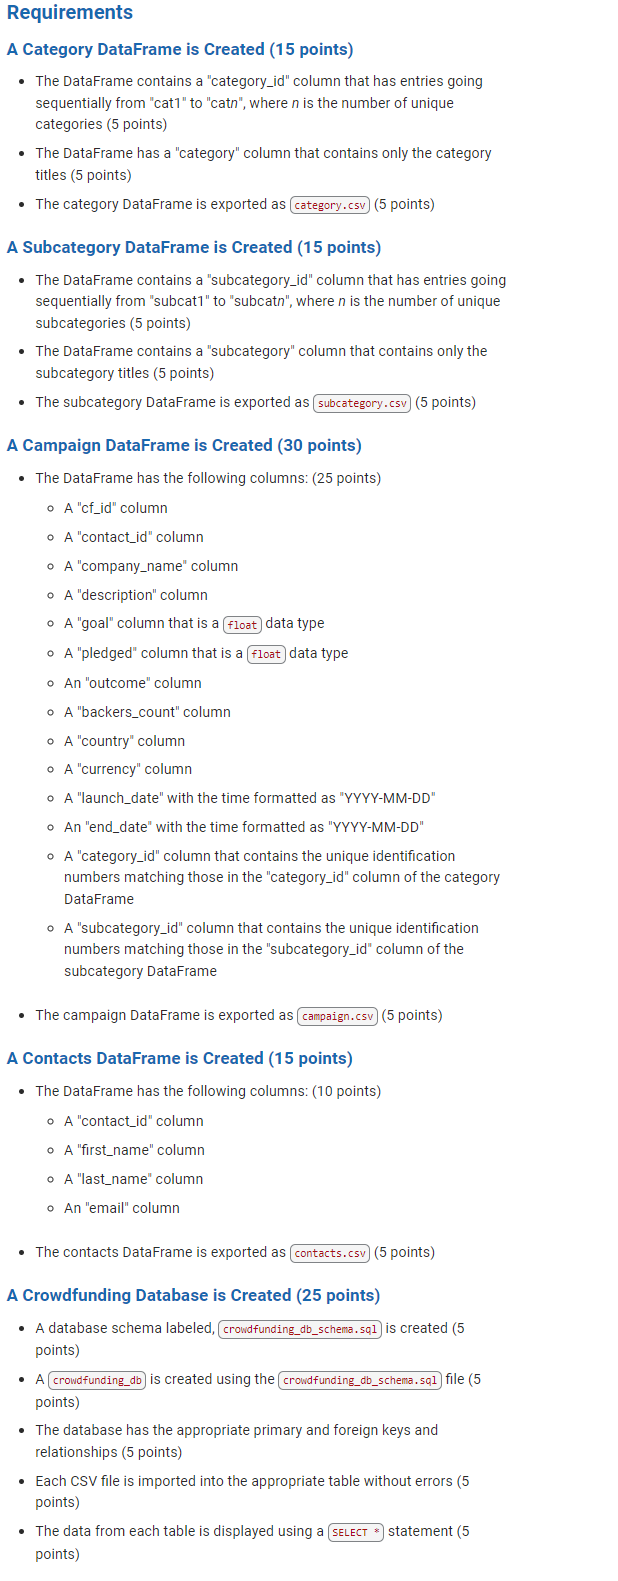 Requirements
A Category DataFrame is Created (15 points)
The DataFrame contains a "category_id" column that has entries going
sequentially from "cat1" to "catn", where n is the number of unique
categories (5 points)
The DataFrame has a "category" column that contains only the category
titles (5 points)
The category DataFrame is exported as category.csv (5 points)
A Subcategory DataFrame is Created (15 points)
The DataFrame contains a "subcategory_id" column that has entries going
sequentially from "subcat1" to "subcatn", where n is the number of unique
subcategories (5 points)
The DataFrame contains a "subcategory" column that contains only the
subcategory titles (5 points)
The subcategory DataFrame is exported as subcategory.csv (5 points)
A Campaign DataFrame is Created (30 points)
The DataFrame has the following columns: (25 points)
A "cf_id" column
A "contact_id" column
A "company_name" column
A "description" column
A "goal" column that is a float data type
A "pledged" column that is a float data type
An "outcome" column
A "backers_count" column
A "country" column
A "currency" column
A "launch_date" with the time formatted as "YYYY-MM-DD"
An "end_date" with the time formatted as "YYYY-MM-DD"
A "category_id" column that contains the unique identification
numbers matching those in the "category_id" column of the category
DataFrame
A "subcategory_id" column that contains the unique identification
numbers matching those in the "subcategory_id" column of the
subcategory DataFrame
The campaign DataFrame is exported as campaign.csv (5 points)
A Contacts DataFrame is Created (15 points)
The DataFrame has the following columns: (10 points)
A "contact_id" column
A "first_name" column
A "last_name" column
An "email" column
The contacts DataFrame is exported as contacts.csv (5 points)
A Crowdfunding Database is Created (25 points)
A database schema labeled, crowdfunding_db_schema.sql is created (5
points)
A crowdfunding_db is created using the crowdfunding_db_schema.sql file (5
points)
The database has the appropriate primary and foreign keys and
relationships (5 points)
Each CSV file is imported into the appropriate table without errors (5
points)
The data from each table is displayed using a SELECT * statement (5
points)